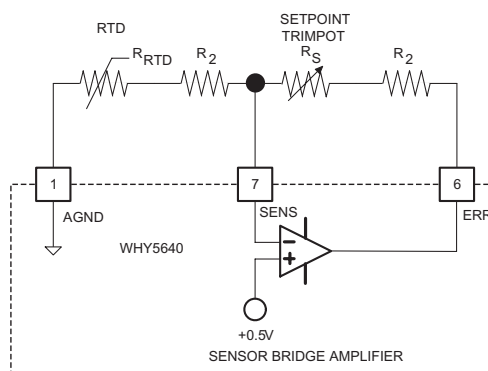 SETPOINT
TRIMPOT
RTD
RRTD
R2
RS
R2
1
7
6
AGND
SENS
ERR
WHY5640
+0.5V
SENSOR BRIDGE AMPLIFIER